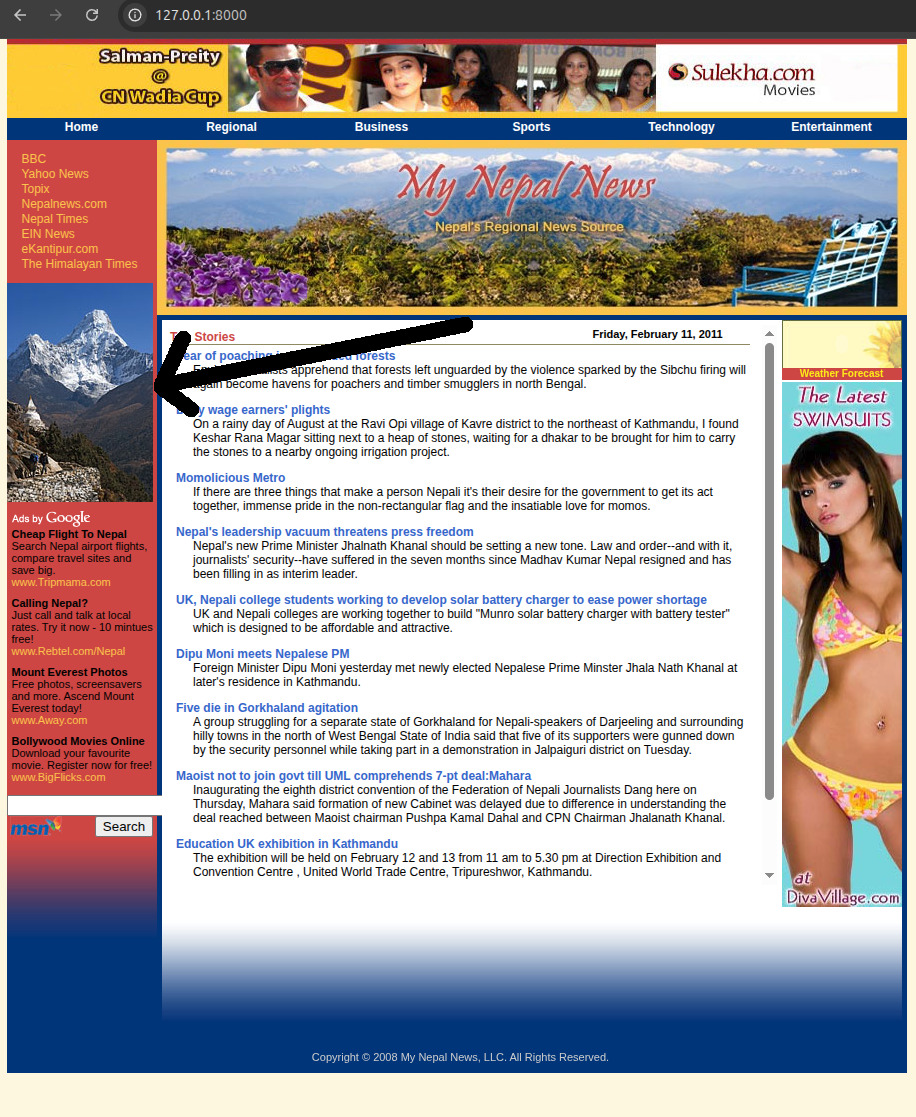 127.0.0.1:8000
Salman-Preity
@
CN Wadia Cup
Sulekha.com
Movies
Home Regional Business Sports Technology Entertainment
BBC
Yahoo News
Topix
Nepalnews.com
Nepal Times
EIN News
eKantipur.com
The Himalayan Times
My Nepal News
Nepal's Regional News Source
Ads by Google
Cheap Flight To Nepal
Search Nepal airport flights,
compare travel sites and
save big.
www.Tripmama.com
Calling Nepal?
Just call and talk at local
rates. Try it now - 10 mintues
free!
www.Rebtel.com/Nepal
Mount Everest Photos
Free photos, screensavers
and more. Ascend Mount
Everest today!
www.Away.com
Bollywood Movies Online
Download your favourite
movie. Register now for free!
www.BigFlicks.com
msn Search
Stories
Friday, February 11, 2011
of poaching forests
apprehend that forests left unguarded by the violence sparked by the Sibchu firing will
again become havens for poachers and timber smugglers in north Bengal.
wage earners' plights
On a rainy day of August at the Ravi Opi village of Kavre district to the northeast of Kathmandu, I found
Keshar Rana Magar sitting next to a heap of stones, waiting for a dhakar to be brought for him to carry
the stones to a nearby ongoing irrigation project.
Momolicious Metro
If there are three things that make a person Nepali it's their desire for the government to get its act
together, immense pride in the non-rectangular flag and the insatiable love for momos.
Nepal's leadership vacuum threatens press freedom
Nepal's new Prime Minister Jhalnath Khanal should be setting a new tone. Law and order--and with it,
journalists' security--have suffered in the seven months since Madhav Kumar Nepal resigned and has
been filling in as interim leader.
UK, Nepali college students working to develop solar battery charger to ease power shortage
UK and Nepali colleges are working together to build "Munro solar battery charger with battery tester"
which is designed to be affordable and attractive.
Dipu Moni meets Nepalese PM
Foreign Minister Dipu Moni yesterday met newly elected Nepalese Prime Minster Jhala Nath Khanal at
later's residence in Kathmandu.
Five die in Gorkhaland agitation
A group struggling for a separate state of Gorkhaland for Nepali-speakers of Darjeeling and surrounding
hilly towns in the north of West Bengal State of India said that five of its supporters were gunned down
by the security personnel while taking part in a demonstration in Jalpaiguri district on Tuesday.
Maoist not to join govt till UML comprehends 7-pt deal:Mahara
Inaugurating the eighth district convention of the Federation of Nepali Journalists Dang here on
Thursday, Mahara said formation of new Cabinet was delayed due to difference in understanding the
deal reached between Maoist chairman Pushpa Kamal Dahal and CPN Chairman Jhalanath Khanal.
Education UK exhibition in Kathmandu
The exhibition will be held on February 12 and 13 from 11 am to 5.30 pm at Direction Exhibition and
Convention Centre , United World Trade Centre, Tripureshwor, Kathmandu.
Weather Forecast
The Latest
SWIMSUITS
at
DivaVillage.com
Copyright © 2008 My Nepal News, LLC. All Rights Reserved.